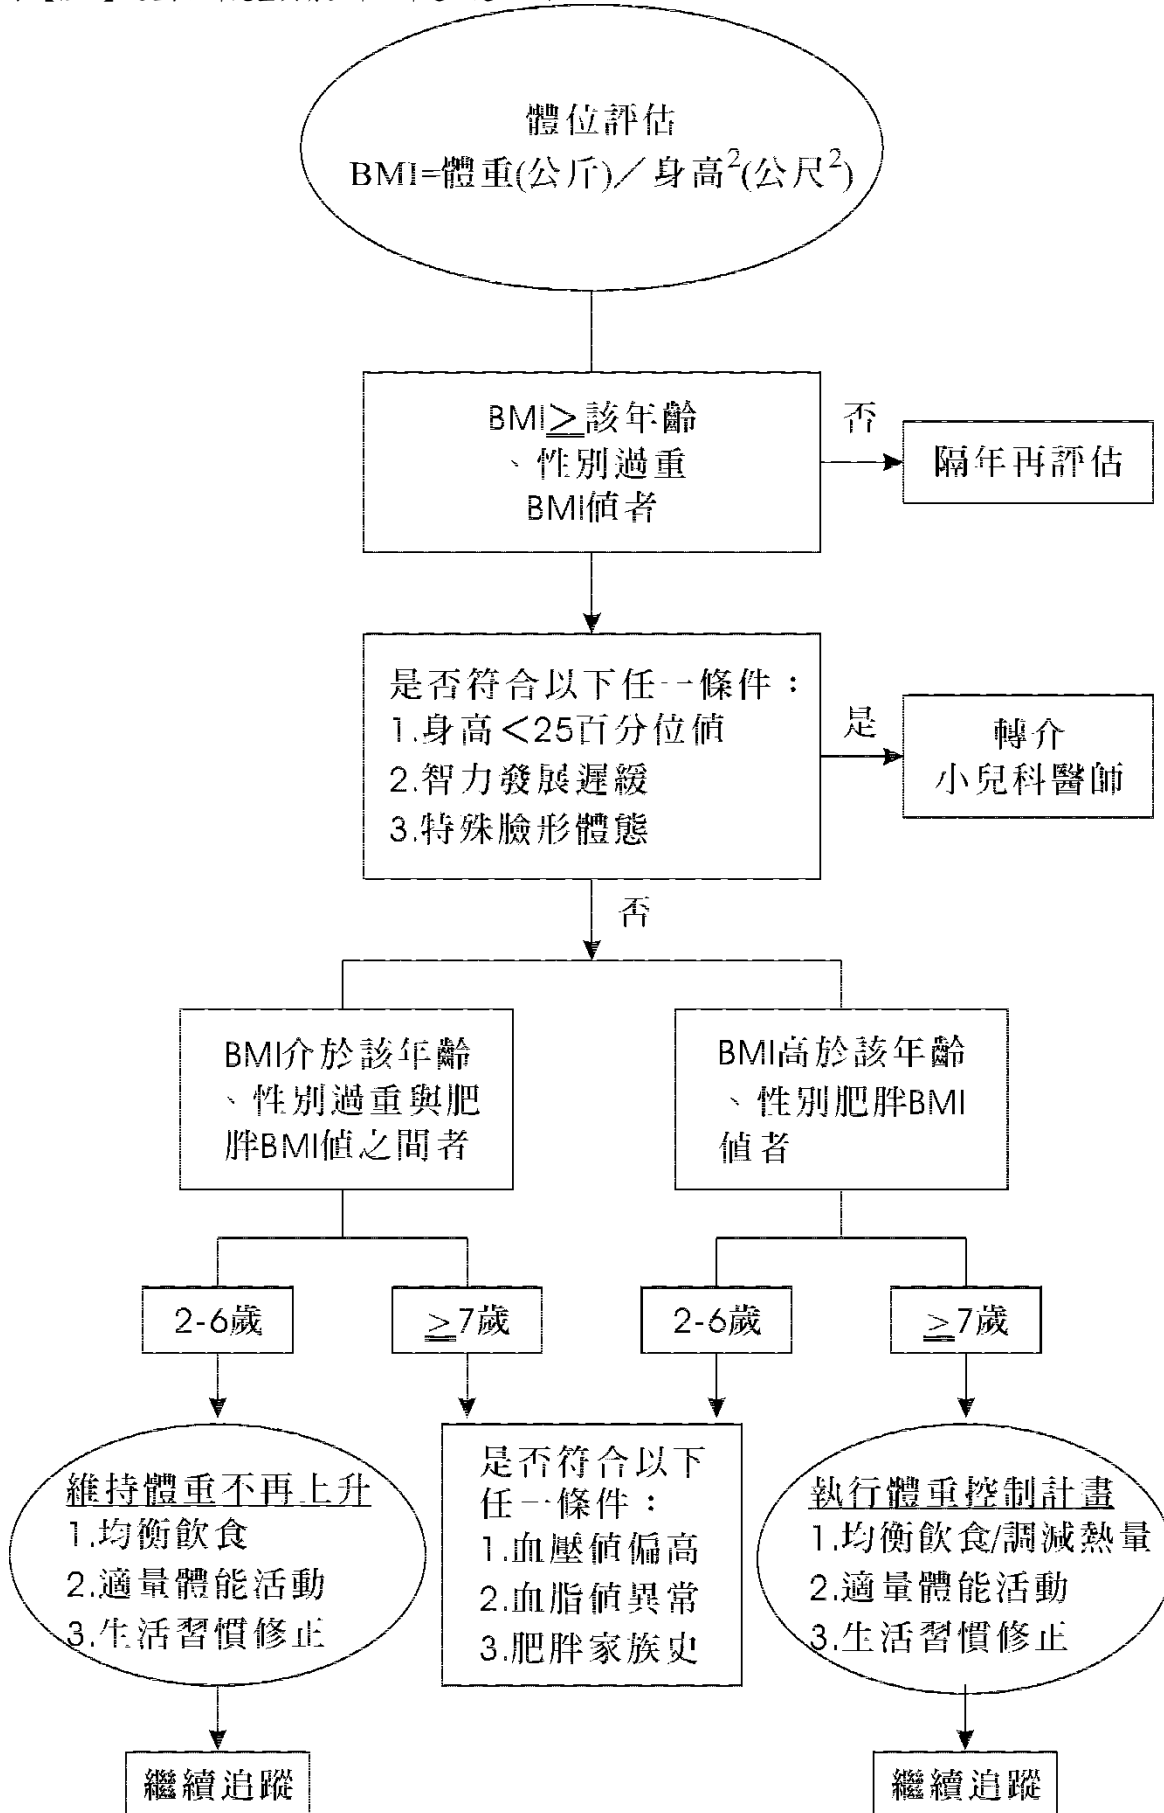 體位評估
BMI=體重(公斤)／身高²(公尺²)
BMI≧該年齡
、性別過重
BMI值者
否
隔年再評估
是否符合以下任一條件：
1.身高＜25百分位值
2.智力發展遲緩
3.特殊臉形體態
是
轉介
小兒科醫師
否
BMI介於該年齡
、性別過重與肥
胖BMI值之間者
BMI高於該年齡
、性別肥胖BMI
值者
2-6歲
≧7歲
2-6歲
≧7歲
維持體重不再上升
1.均衡飲食
2.適量體能活動
3.生活習慣修正
是否符合以下
任一條件：
1.血壓值偏高
2.血脂值異常
3.肥胖家族史
執行體重控制計畫
1.均衡飲食/調減熱量
2.適量體能活動
3.生活習慣修正
繼續追蹤
繼續追蹤